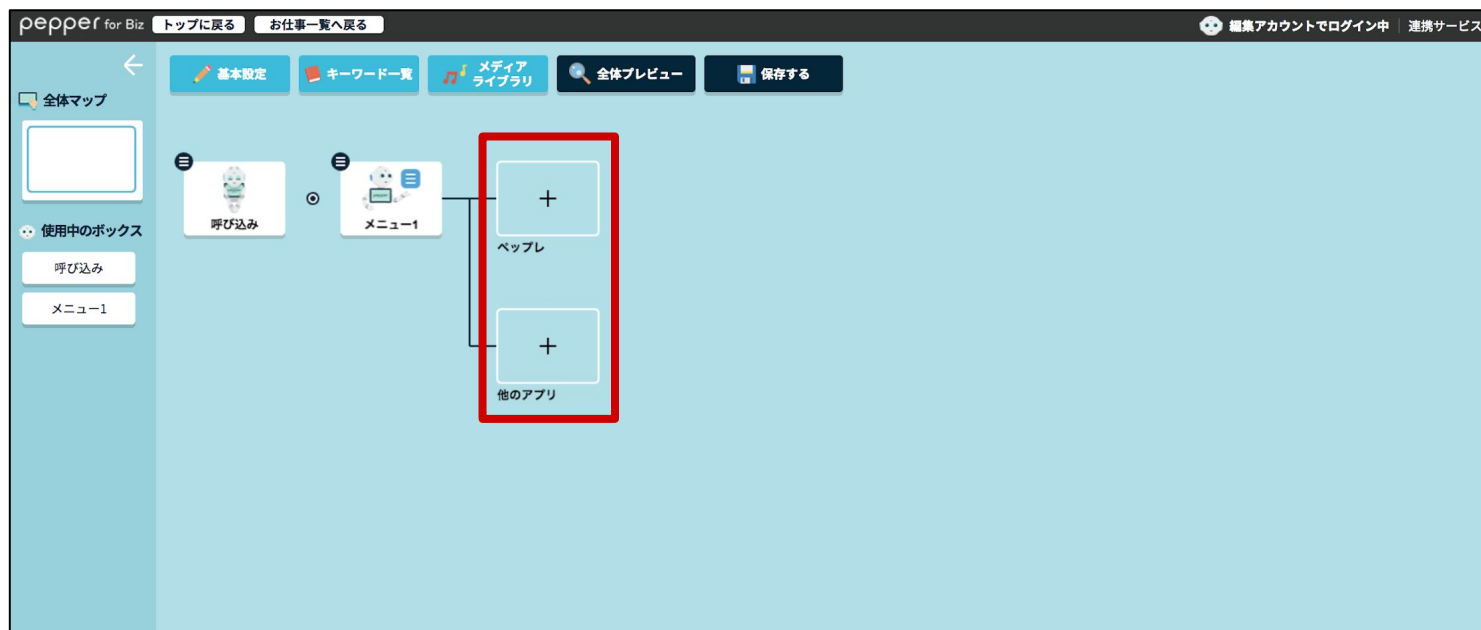 pepper for Biz トップに戻る お仕事一覧へ戻る 編集アカウントでログイン中 連携サービス
基本設定 キーワード一覧 メディア
ライブラリ 全体プレビュー 保存する
全体マップ
使用中のボックス
呼び込み
メニュー1
呼び込み
メニュー1
ペップレ
他のアプリ